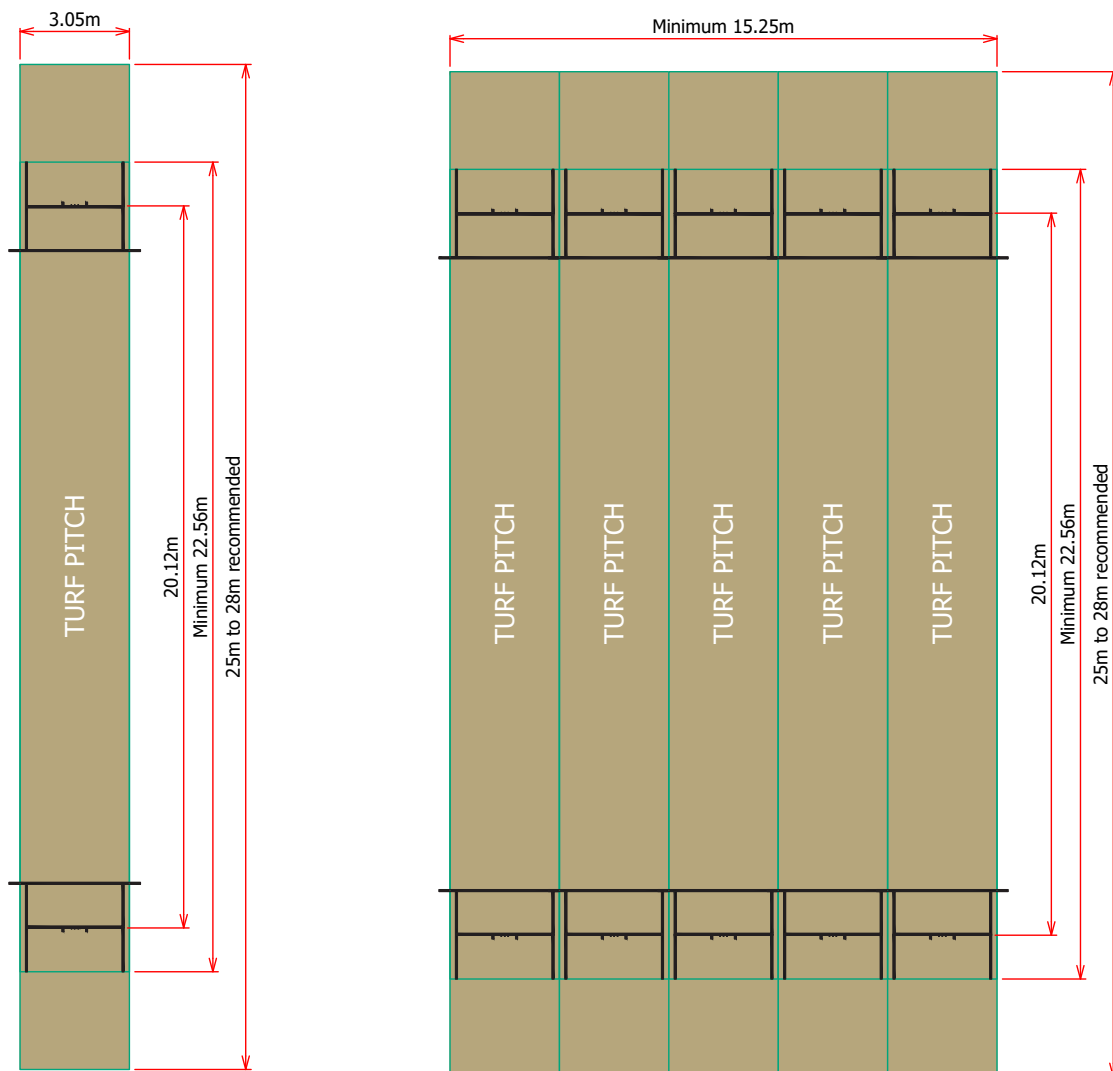 3.05m
TURF PITCH
20.12m
Minimum 22.56m
25m to 28m recommended
Minimum 15.25m
TURF PITCH
TURF PITCH
TURF PITCH
TURF PITCH
TURF PITCH
20.12m
Minimum 22.56m
25m to 28m recommended